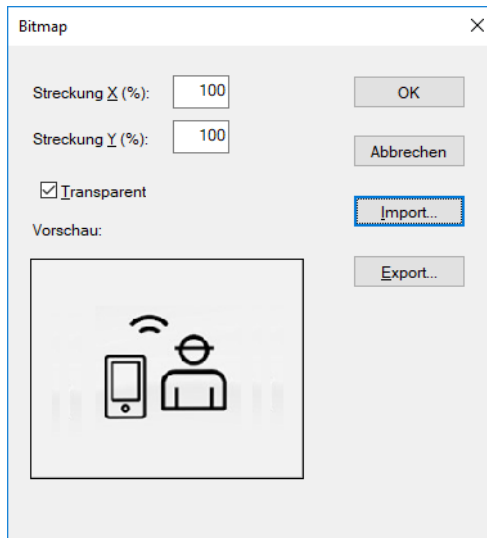 Bitmap
Streckung X (%): 100
OK
Streckung Y (%): 100
Abbrechen
Transparent
Import...
Vorschau:
Export...